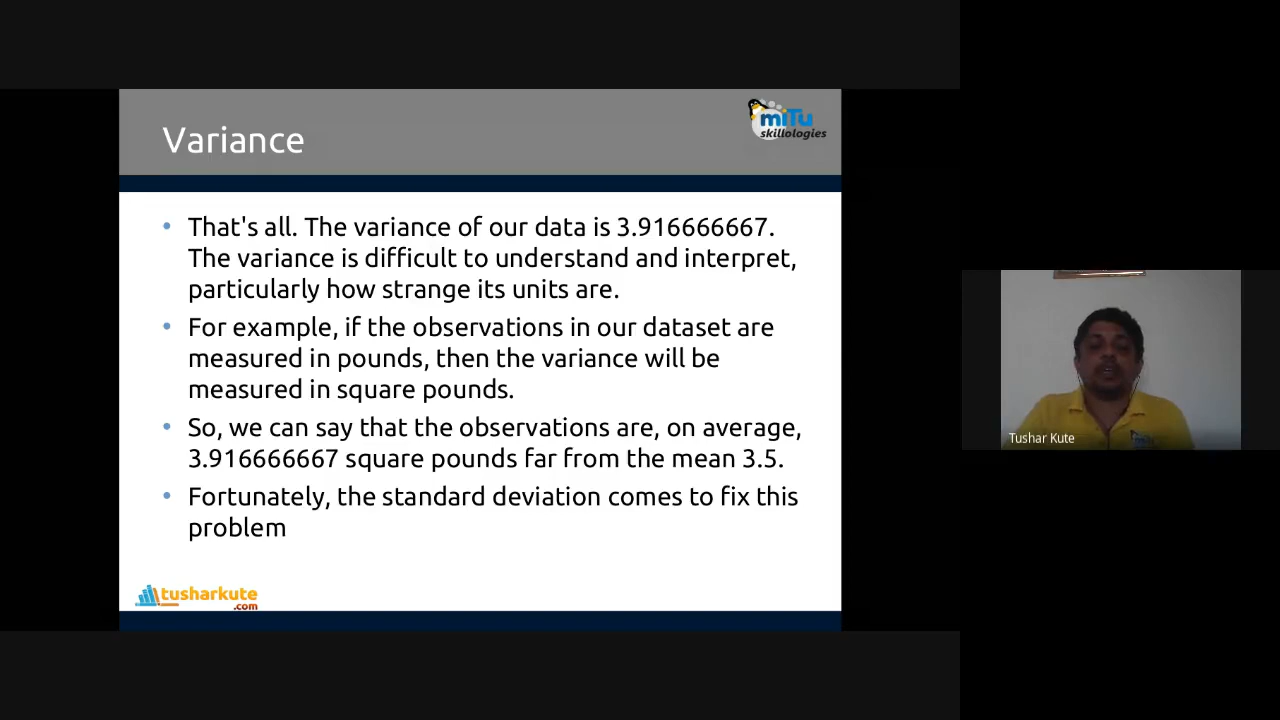 Variance
miTu
skillologies
• That's all. The variance of our data is 3.916666667.
The variance is difficult to understand and interpret,
particularly how strange its units are.
• For example, if the observations in our dataset are
measured in pounds, then the variance will be
measured in square pounds.
• So, we can say that the observations are, on average,
3.916666667 square pounds far from the mean 3.5.
• Fortunately, the standard deviation comes to fix this
problem
tusharkute
.com
Tushar Kute